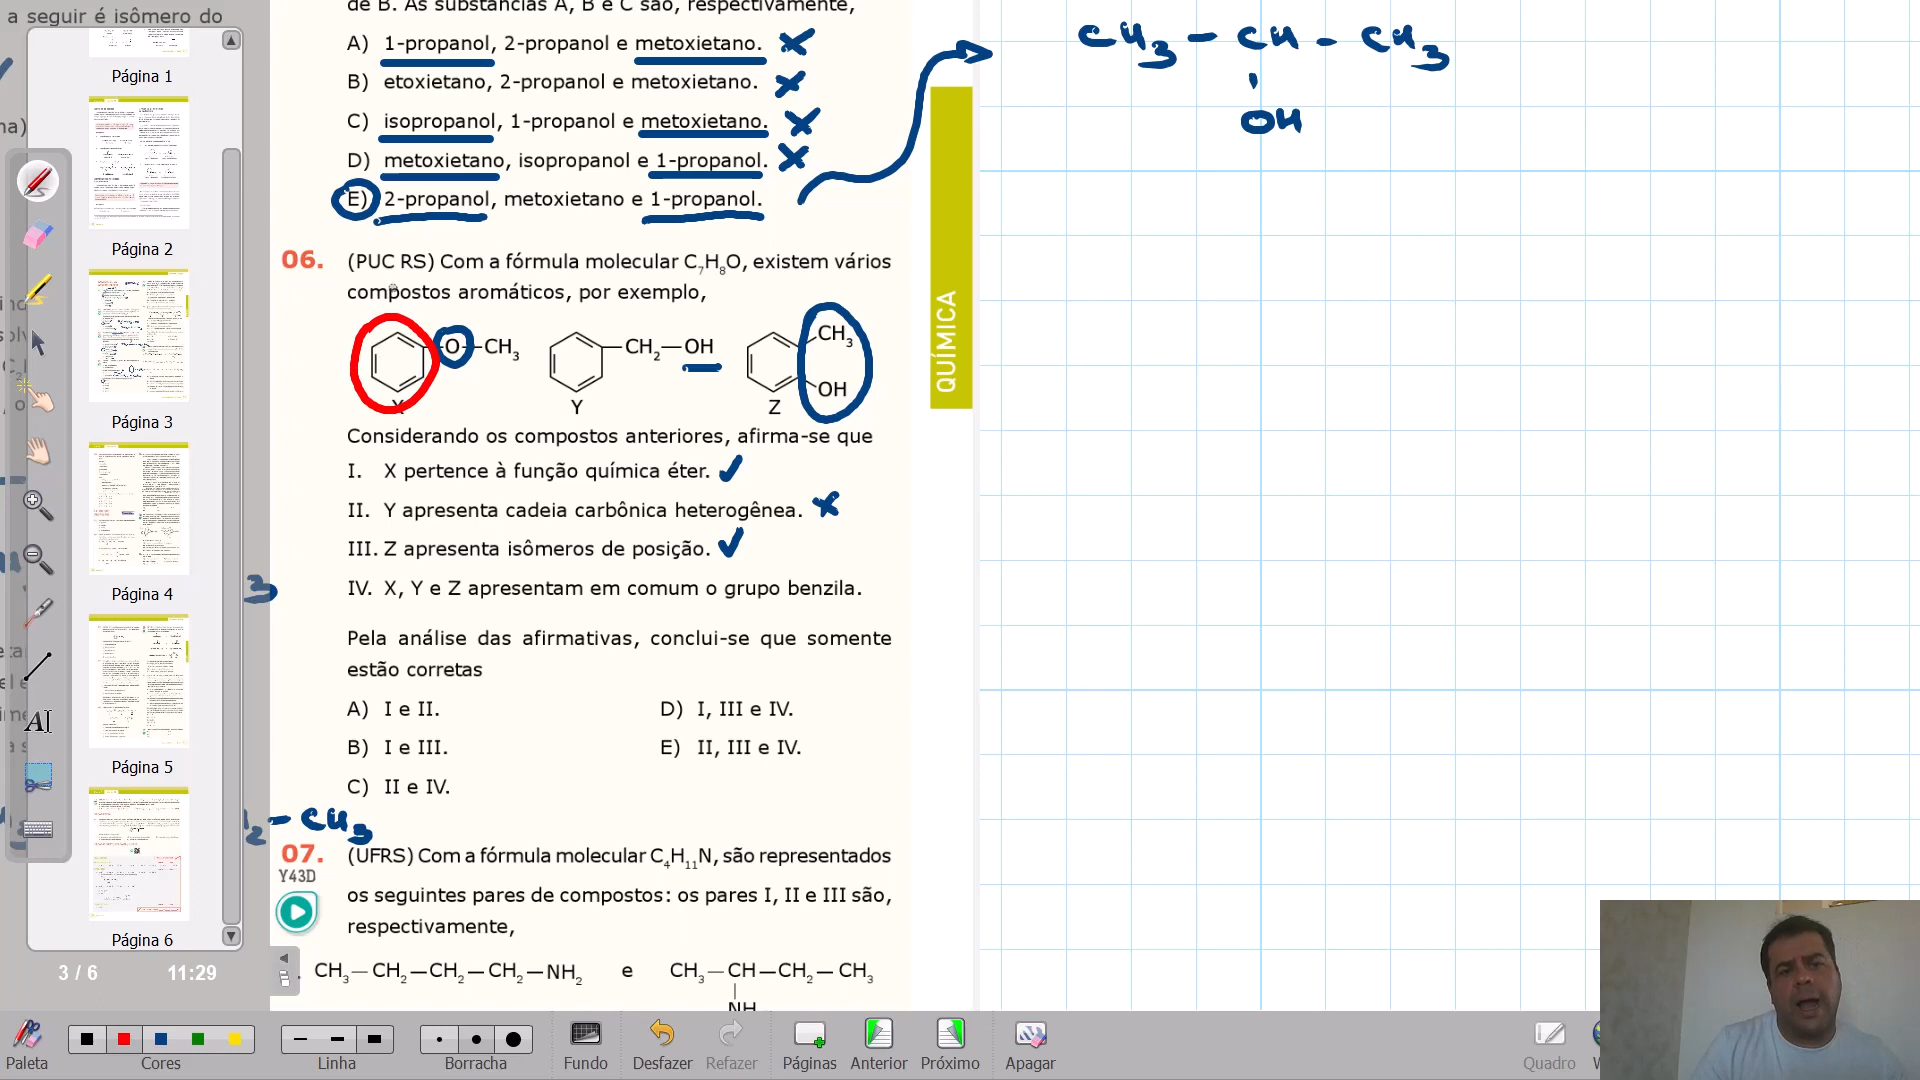 a seguir é isômero do
Página 1
Página 2
Página 3
Página 4
Página 5
Página 6
3 / 6
11:29
de B. As substâncias A, B e C são, respectivamente,
A) 1-propanol, 2-propanol e metoxietano.
B) etoxietano, 2-propanol e metoxietano.
C) isopropanol, 1-propanol e metoxietano.
D) metoxietano, isopropanol e 1-propanol.
E) 2-propanol, metoxietano e 1-propanol.
CH3 - CH - CH3
OH
QUÍMICA
06. (PUC RS) Com a fórmula molecular C7H8O, existem vários
compostos aromáticos, por exemplo,
O—CH3
X
CH2—OH
Y
CH3
OH
Z
Considerando os compostos anteriores, afirma-se que
I. X pertence à função química éter.
II. Y apresenta cadeia carbônica heterogênea.
III. Z apresenta isômeros de posição.
IV. X, Y e Z apresentam em comum o grupo benzila.
3
Pela análise das afirmativas, conclui-se que somente
estão corretas
A) I e II.
B) I e III.
C) II e IV.
D) I, III e IV.
E) II, III e IV.
2 - CH3
07. (UFRS) Com a fórmula molecular C4H11N, são representados
Y43D
os seguintes pares de compostos: os pares I, II e III são,
respectivamente,
CH3—CH2—CH2—CH2—NH2 e CH3—CH—CH2—CH3
NH
Paleta
Cores
Linha
Borracha
Fundo
Desfazer
Refazer
Páginas
Anterior
Próximo
Apagar
Quadro